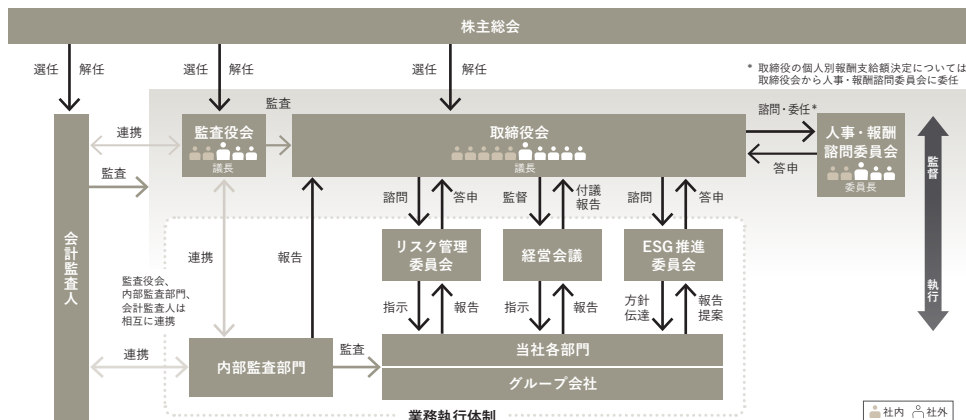 株主総会
選任
解任
選任
解任
選任
解任
* 取締役の個人別報酬支給額決定については
取締役会から人事・報酬諮問委員会に委任
連携
監査役会
議長
監査
取締役会
議長
諮問・委任*
答申
人事・報酬
諮問委員会
委員長
監督
執行
監査
会計監査人
諮問
答申
監督
付議
報告
諮問
答申
リスク管理
委員会
経営会議
ESG推進
委員会
連携
報告
監査役会、
内部監査部門、
会計監査人は
相互に連携
指示
報告
指示
報告
方針
伝達
報告
提案
連携
内部監査部門
監査
当社各部門
グループ会社
業務執行体制
社内
社外